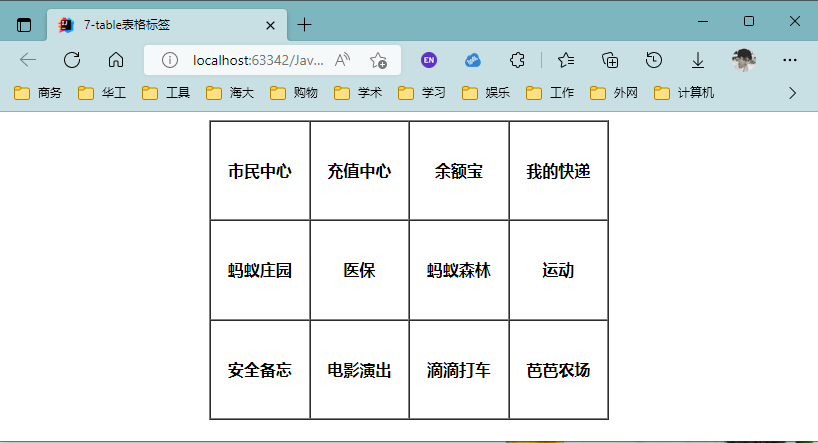 7-table表格标签
localhost:63342/Jav...
EN
商务 华工 工具 海大 购物 学术 学习 娱乐 工作 外网 计算机
市民中心 充值中心 余额宝 我的快递
蚂蚁庄园 医保 蚂蚁森林 运动
安全备忘 电影演出 滴滴打车 芭芭农场